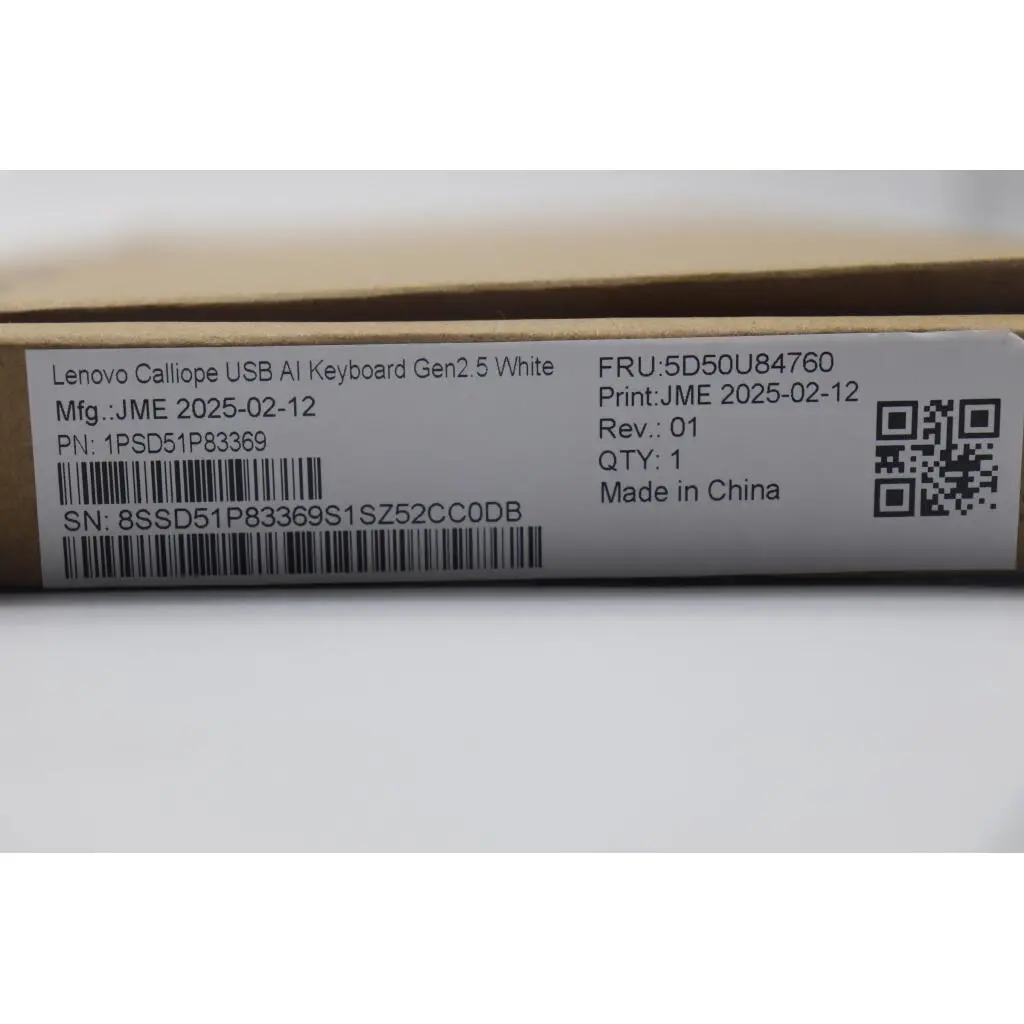 Lenovo Calliope USB AI Keyboard Gen2.5 White
Mfg.:JME 2025-02-12
PN: 1PSD51P83369
SN: 8SSD51P83369S1SZ52CC0DB
FRU:5D50U84760
Print:JME 2025-02-12
Rev.: 01
QTY: 1
Made in China